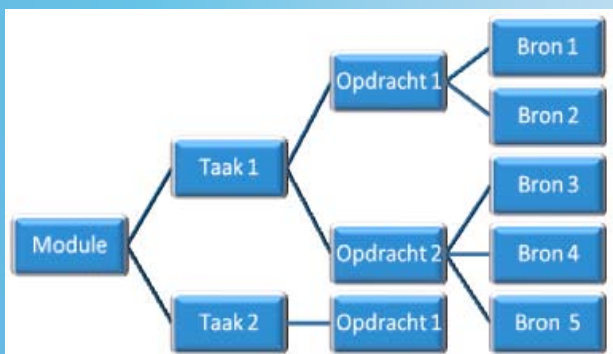 Module
Taak 1
Opdracht 1
Bron 1
Bron 2
Opdracht 2
Bron 3
Bron 4
Bron 5
Taak 2
Opdracht 1